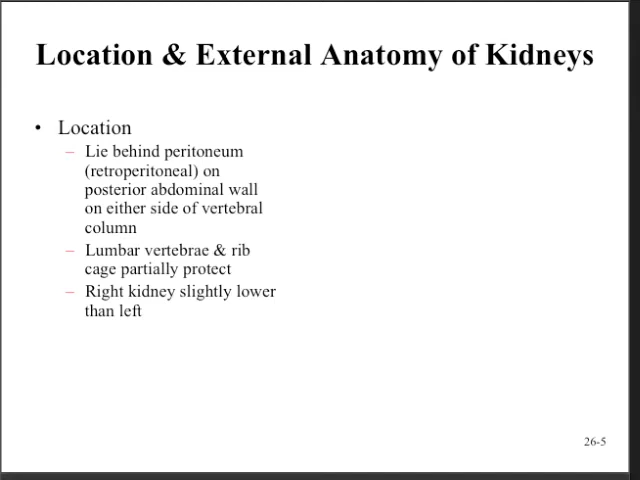 Location & External Anatomy of Kidneys
• Location
– Lie behind peritoneum
(retroperitoneal) on
posterior abdominal wall
on either side of vertebral
column
– Lumbar vertebrae & rib
cage partially protect
– Right kidney slightly lower
than left
26-5